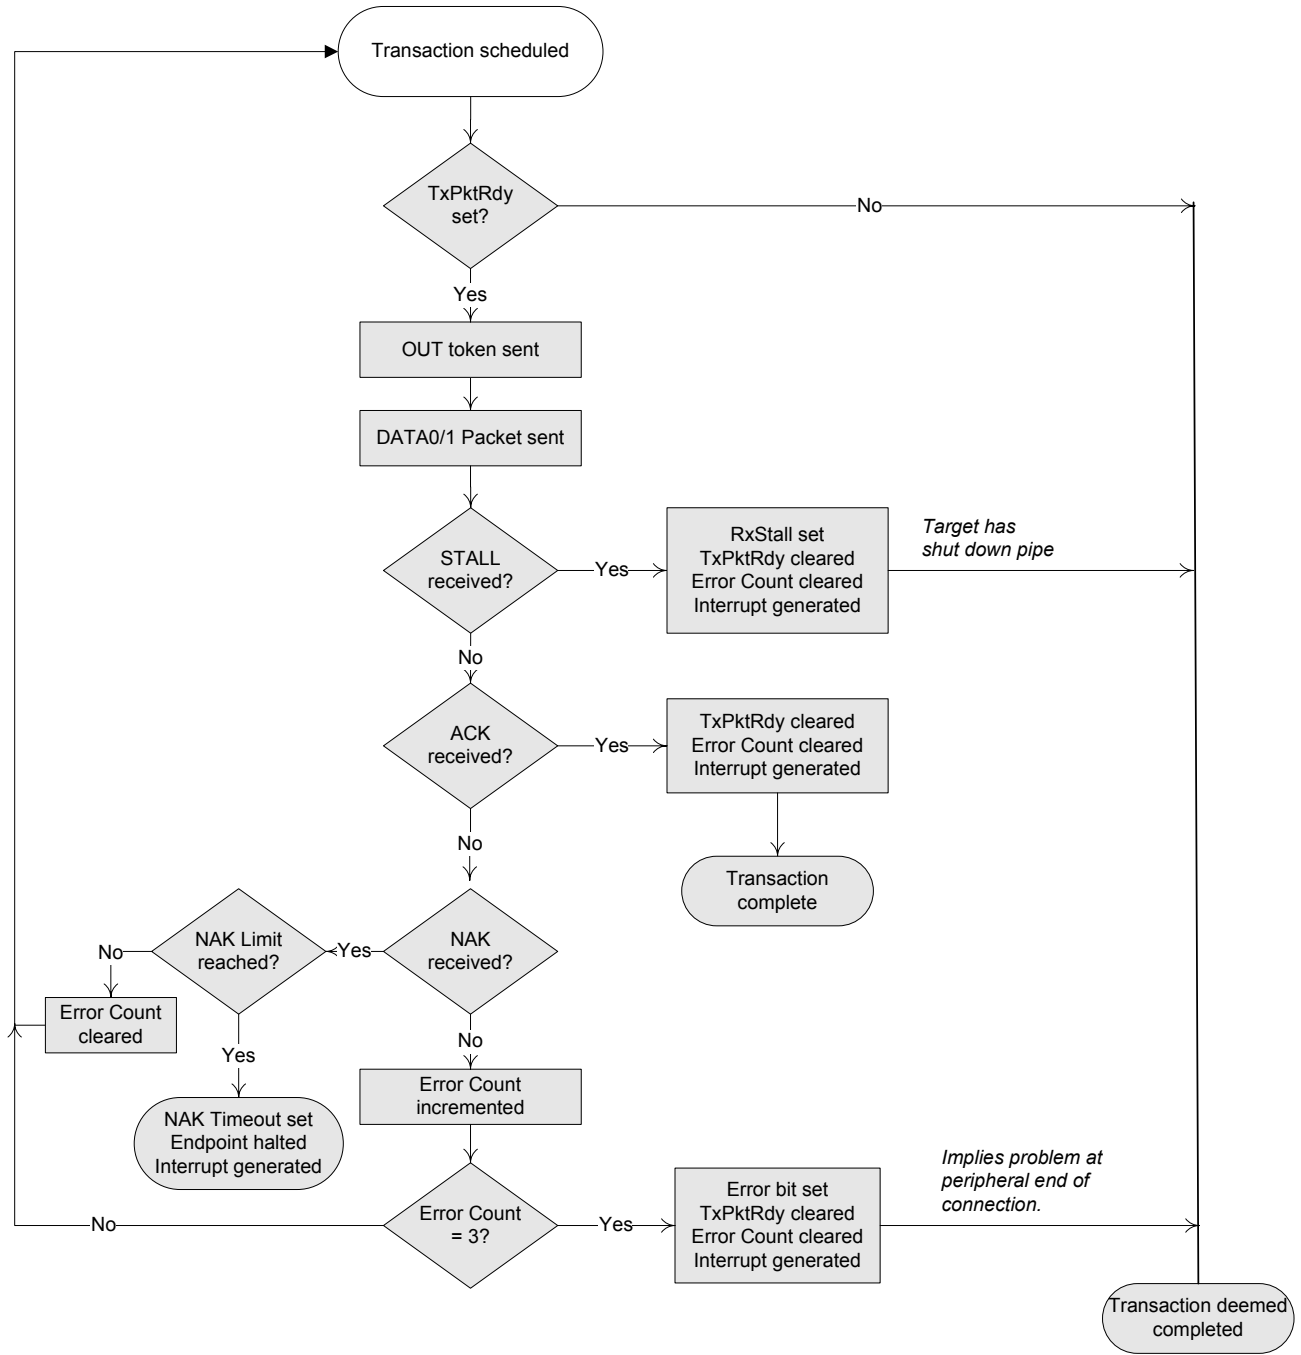 Transaction scheduled
TxPktRdy
set?
No
Yes
OUT token sent
DATA0/1 Packet sent
STALL
received?
Yes
RxStall set
TxPktRdy cleared
Error Count cleared
Interrupt generated
Target has
shut down pipe
No
ACK
received?
Yes
TxPktRdy cleared
Error Count cleared
Interrupt generated
No
Transaction
complete
NAK
received?
Yes
NAK Limit
reached?
No
Error Count
cleared
Yes
NAK Timeout set
Endpoint halted
Interrupt generated
No
Error Count
incremented
Error Count
= 3?
No
Yes
Error bit set
TxPktRdy cleared
Error Count cleared
Interrupt generated
Implies problem at
peripheral end of
connection.
Transaction deemed
completed